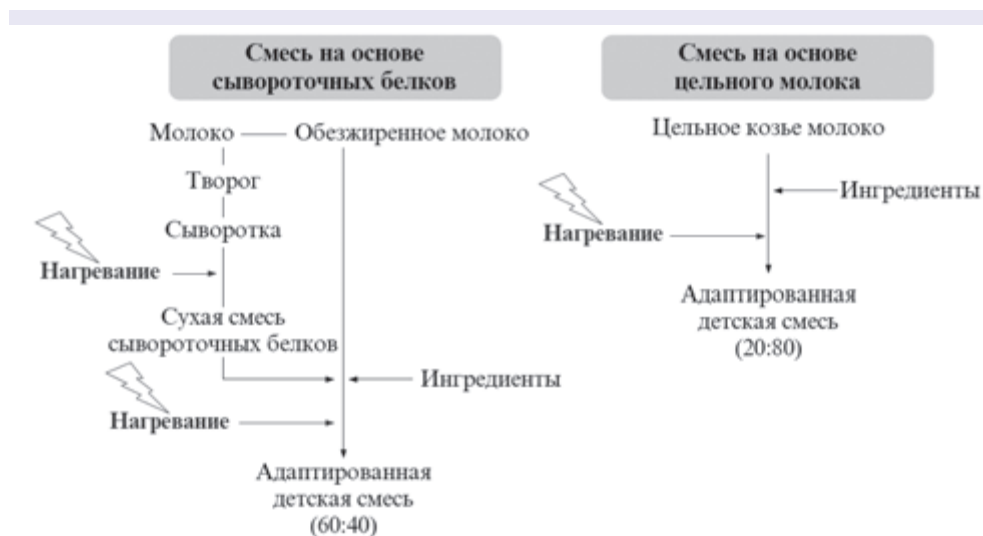 Смесь на основе
сывороточных белков
Молоко
Обезжиренное молоко
Творог
Сыворотка
Нагревание
Сухая смесь
сывороточных белков
Ингредиенты
Нагревание
Адаптированная
детская смесь
(60:40)
Смесь на основе
цельного молока
Цельное козье молоко
Ингредиенты
Нагревание
Адаптированная
детская смесь
(20:80)